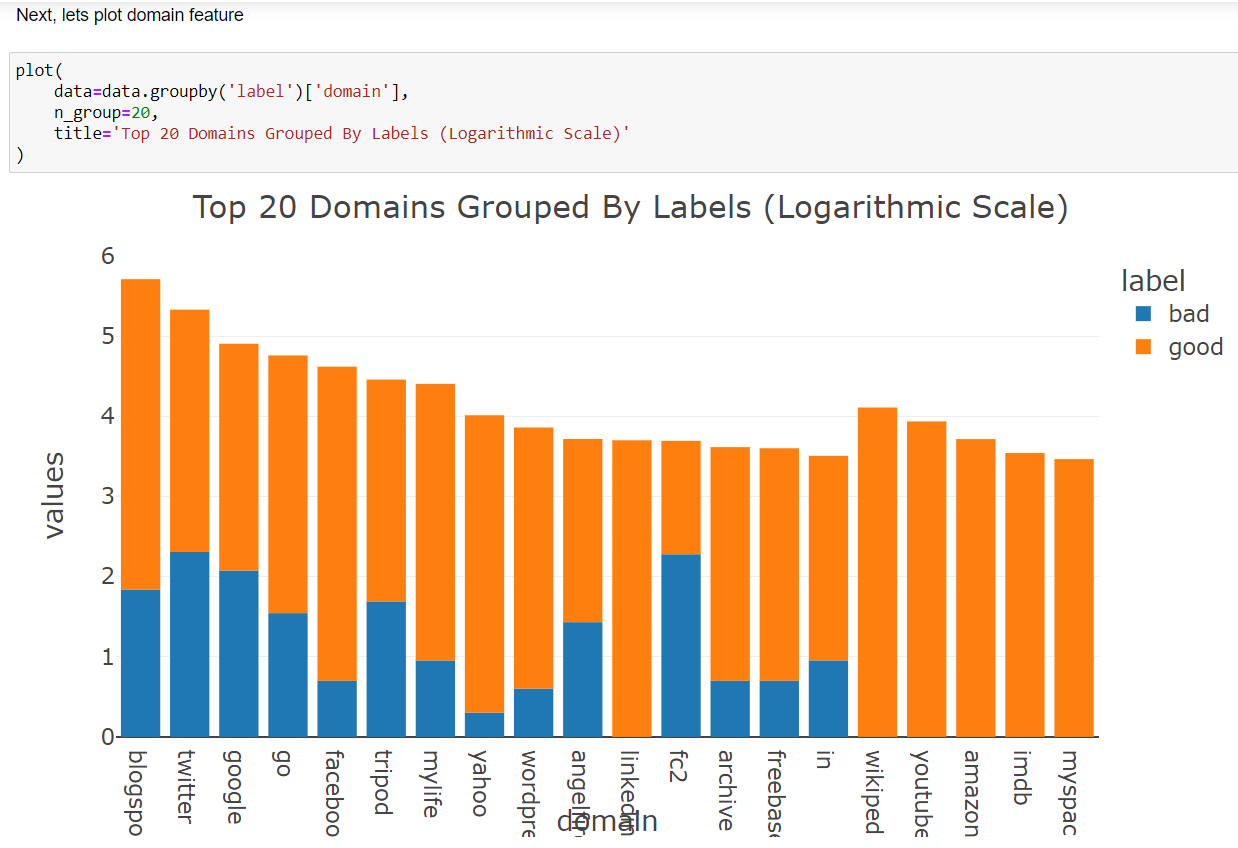 Next, lets plot domain feature
plot(
data=data.groupby('label')['domain'],
n_group=20,
title='Top 20 Domains Grouped By Labels (Logarithmic Scale)'
)
Top 20 Domains Grouped By Labels (Logarithmic Scale)
6
5
4
3
2
1
0
values
label
bad
good
blogspo
twitter
google
go
faceboo
tripod
mylife
yahoo
wordpre
linkedin
fc2
archive
freebase
in
wikiped
youtube
amazon
imdb
myspac
domain